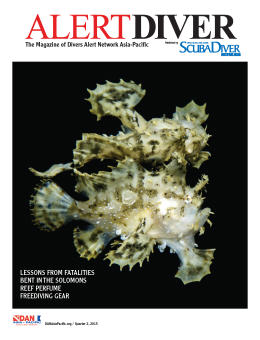 ALERTDIVER
The Magazine of Divers Alert Network Asia-Pacific
SCUBADIVER
LESSONS FROM FATALITIES
BENT IN THE SOLOMONS
REEF PERFUME
FREEDIVING GEAR
DAN
DANAsiaPacific.org / Quarter 2, 2015